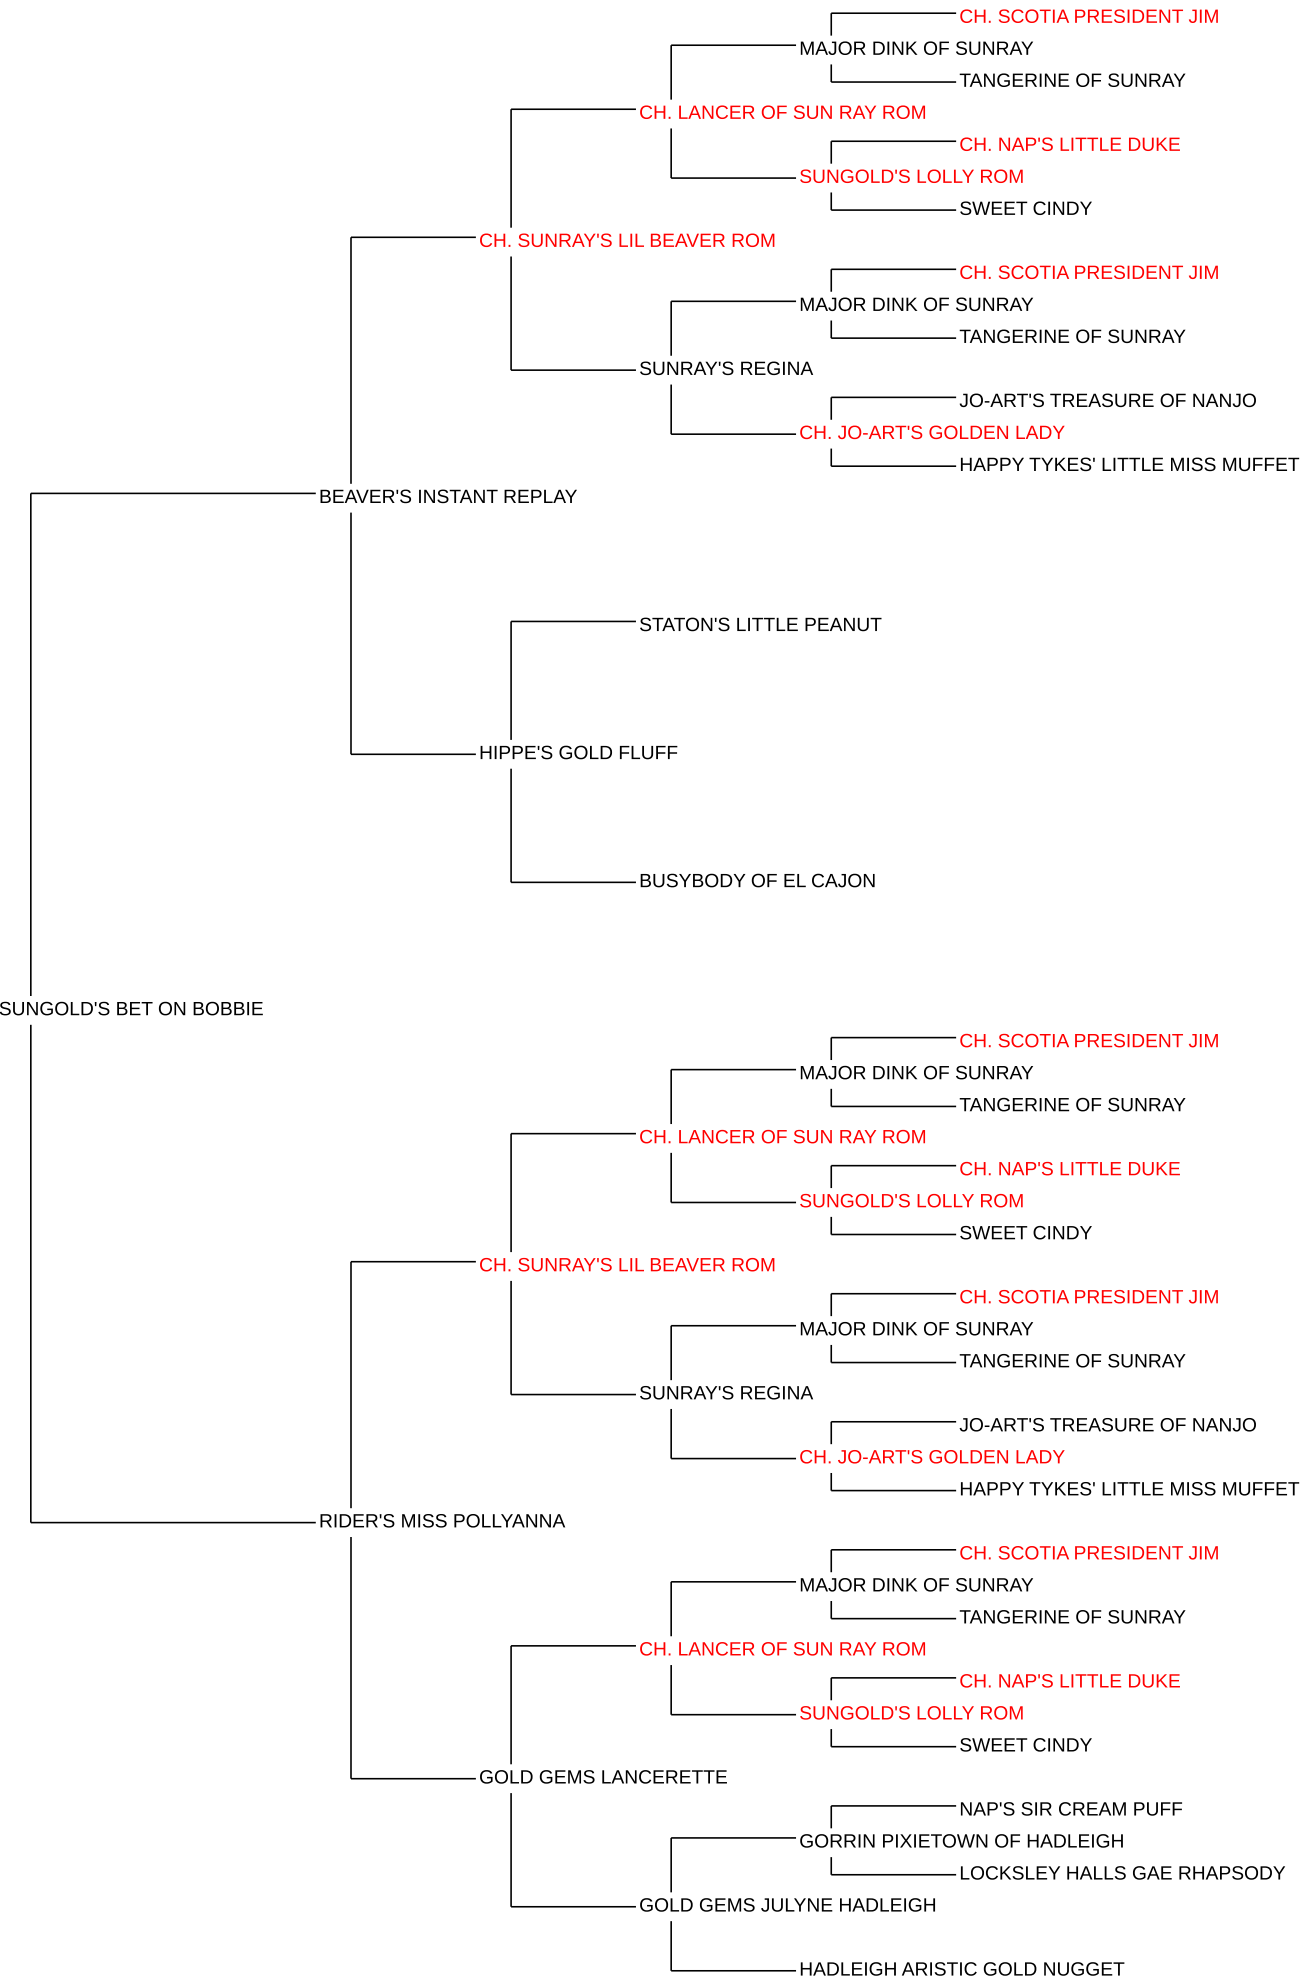 CH. SCOTIA PRESIDENT JIM
MAJOR DINK OF SUNRAY
TANGERINE OF SUNRAY
CH. LANCER OF SUN RAY ROM
CH. NAP'S LITTLE DUKE
SUNGOLD'S LOLLY ROM
SWEET CINDY
CH. SUNRAY'S LIL BEAVER ROM
CH. SCOTIA PRESIDENT JIM
MAJOR DINK OF SUNRAY
TANGERINE OF SUNRAY
SUNRAY'S REGINA
JO-ART'S TREASURE OF NANJO
CH. JO-ART'S GOLDEN LADY
HAPPY TYKES' LITTLE MISS MUFFET
BEAVER'S INSTANT REPLAY
STATON'S LITTLE PEANUT
HIPPE'S GOLD FLUFF
BUSYBODY OF EL CAJON
SUNGOLD'S BET ON BOBBIE
CH. SCOTIA PRESIDENT JIM
MAJOR DINK OF SUNRAY
TANGERINE OF SUNRAY
CH. LANCER OF SUN RAY ROM
CH. NAP'S LITTLE DUKE
SUNGOLD'S LOLLY ROM
SWEET CINDY
CH. SUNRAY'S LIL BEAVER ROM
CH. SCOTIA PRESIDENT JIM
MAJOR DINK OF SUNRAY
TANGERINE OF SUNRAY
SUNRAY'S REGINA
JO-ART'S TREASURE OF NANJO
CH. JO-ART'S GOLDEN LADY
HAPPY TYKES' LITTLE MISS MUFFET
RIDER'S MISS POLLYANNA
CH. SCOTIA PRESIDENT JIM
MAJOR DINK OF SUNRAY
TANGERINE OF SUNRAY
CH. LANCER OF SUN RAY ROM
CH. NAP'S LITTLE DUKE
SUNGOLD'S LOLLY ROM
SWEET CINDY
GOLD GEMS LANCERETTE
NAP'S SIR CREAM PUFF
GORRIN PIXIETOWN OF HADLEIGH
LOCKSLEY HALLS GAE RHAPSODY
GOLD GEMS JULYNE HADLEIGH
HADLEIGH ARISTIC GOLD NUGGET